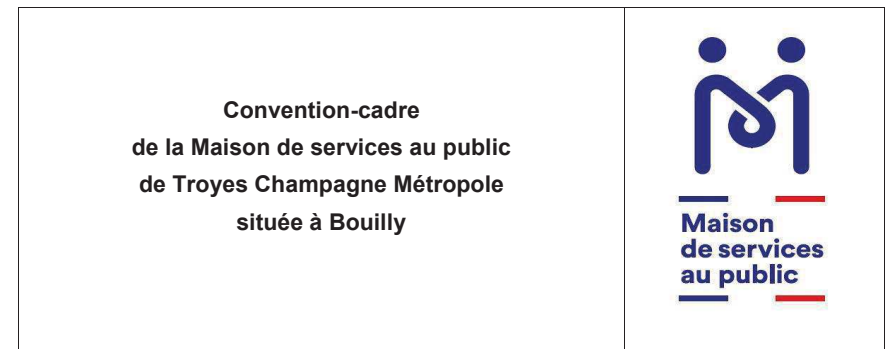 Convention-cadre
de la Maison de services au public
de Troyes Champagne Métropole
située à Bouilly
Maison
de services
au public